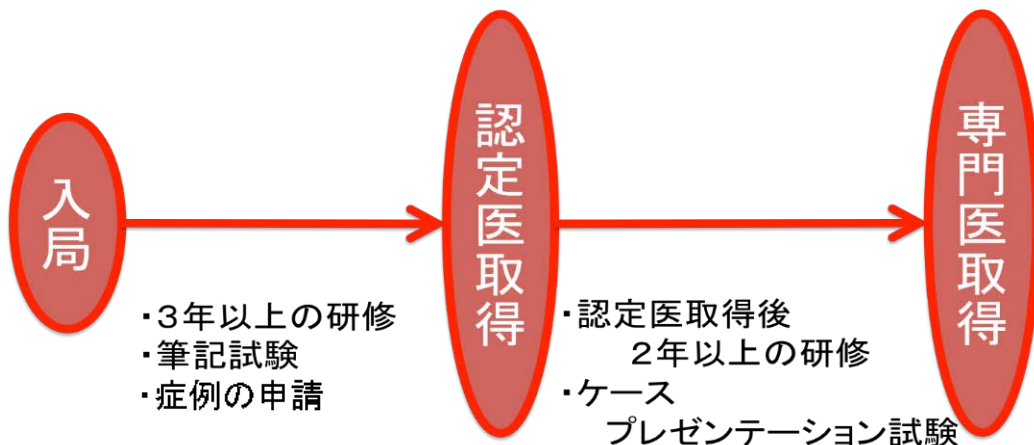 入局
・３年以上の研修
・筆記試験
・症例の申請
認定医取得
・認定医取得後
２年以上の研修
・ケース
プレゼンテーション試験
専門医取得